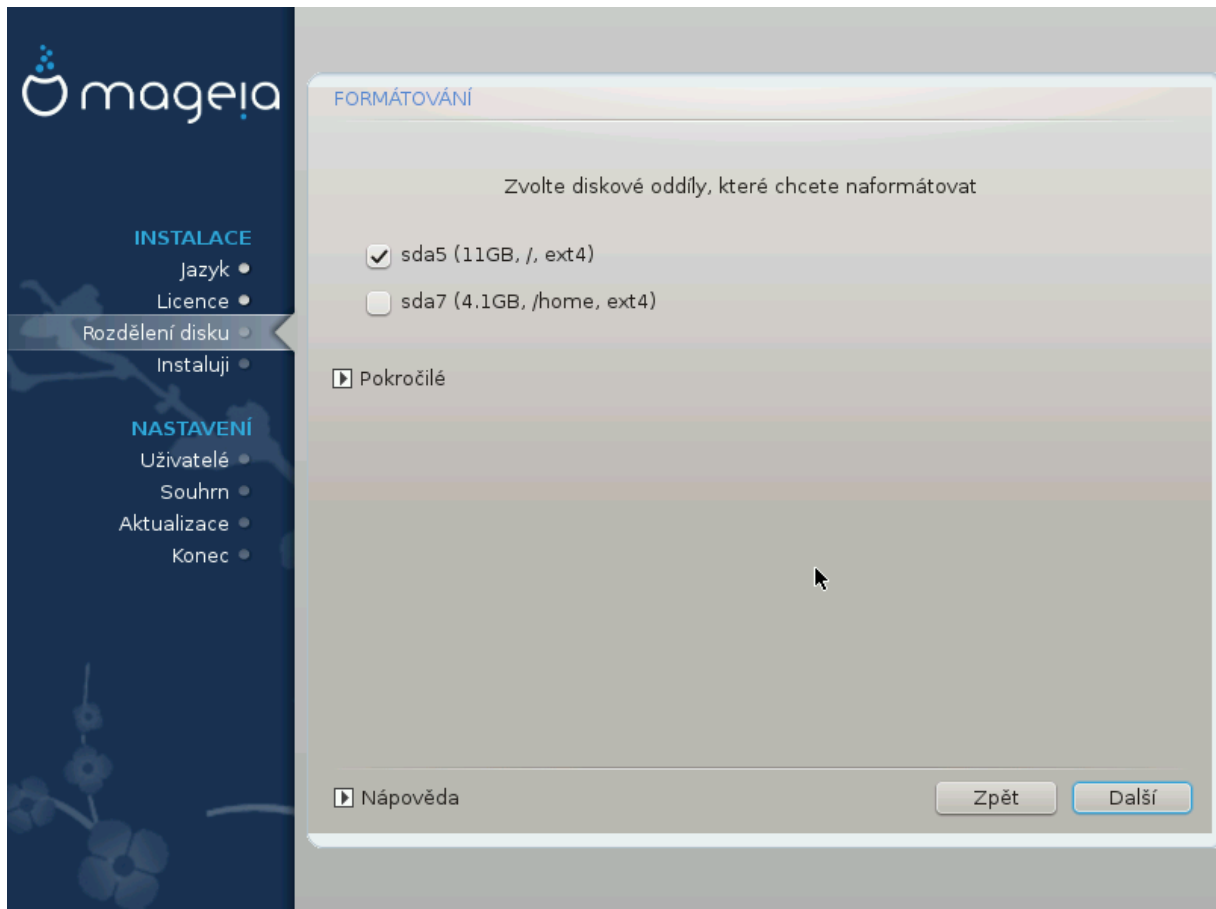 mageia
INSTALACE
Jazyk
Licence
Rozdělení disku
Instaluji
NASTAVENÍ
Uživatelé
Souhrn
Aktualizace
Konec
FORMÁTOVÁNÍ
Zvolte diskové oddíly, které chcete naformátovat
sda5 (11GB, /, ext4)
sda7 (4.1GB, /home, ext4)
Pokročilé
Nápověda
Zpět
Další